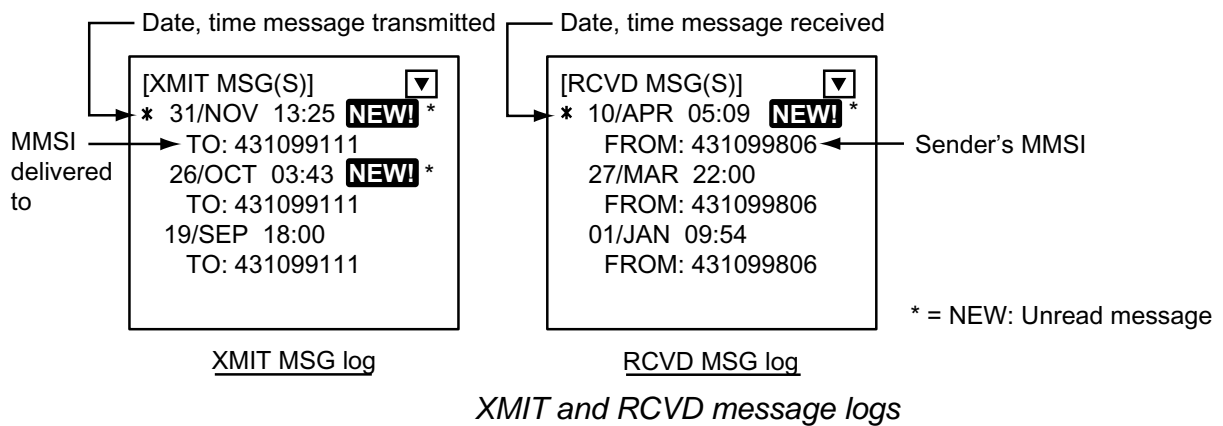 Date, time message transmitted
Date, time message received
[XMIT MSG(S)] ▼
* 31/NOV 13:25 NEW! *
TO: 431099111
26/OCT 03:43 NEW! *
TO: 431099111
19/SEP 18:00
TO: 431099111
MMSI
delivered
to
[RCVD MSG(S)] ▼
* 10/APR 05:09 NEW! *
FROM: 431099806
27/MAR 22:00
FROM: 431099806
01/JAN 09:54
FROM: 431099806
Sender's MMSI
* = NEW: Unread message
XMIT MSG log
RCVD MSG log
XMIT and RCVD message logs